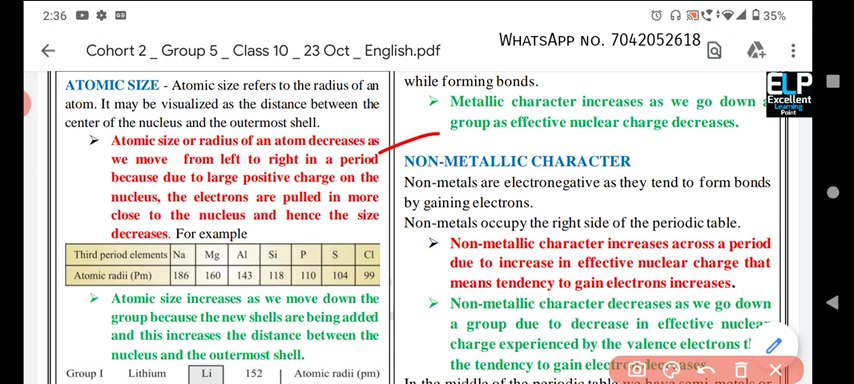 2:36
35%
Cohort 2 _ Group 5 _ Class 10 _ 23 Oct _ English.pdf
WHATSAPP NO. 7042052618
ATOMIC SIZE - Atomic size refers to the radius of an
atom. It may be visualized as the distance between the
center of the nucleus and the outermost shell.
➤ Atomic size or radius of an atom decreases as
we move from left to right in a period
because due to large positive charge on the
nucleus, the electrons are pulled in more
close to the nucleus and hence the size
decreases. For example
Third period elements Na Mg Al Si P S Cl
Atomic radii (Pm) 186 160 143 118 110 104 99
➤ Atomic size increases as we move down the
group because the new shells are being added
and this increases the distance between the
nucleus and the outermost shell.
Group I Lithium Li 152 Atomic radii (pm)
while forming bonds.
➤ Metallic character increases as we go down a
group as effective nuclear charge decreases.
NON-METALLIC CHARACTER
Non-metals are electronegative as they tend to form bonds
by gaining electrons.
Non-metals occupy the right side of the periodic table.
➤ Non-metallic character increases across a period
due to increase in effective nuclear charge that
means tendency to gain electrons increases.
➤ Non-metallic character decreases as we go down
a group due to decrease in effective nuclear
charge experienced by the valence electrons
the tendency to gain electron decreases
In the middle of the periodic table we have semi-metals or
ELP
Excellent
Learning
Point